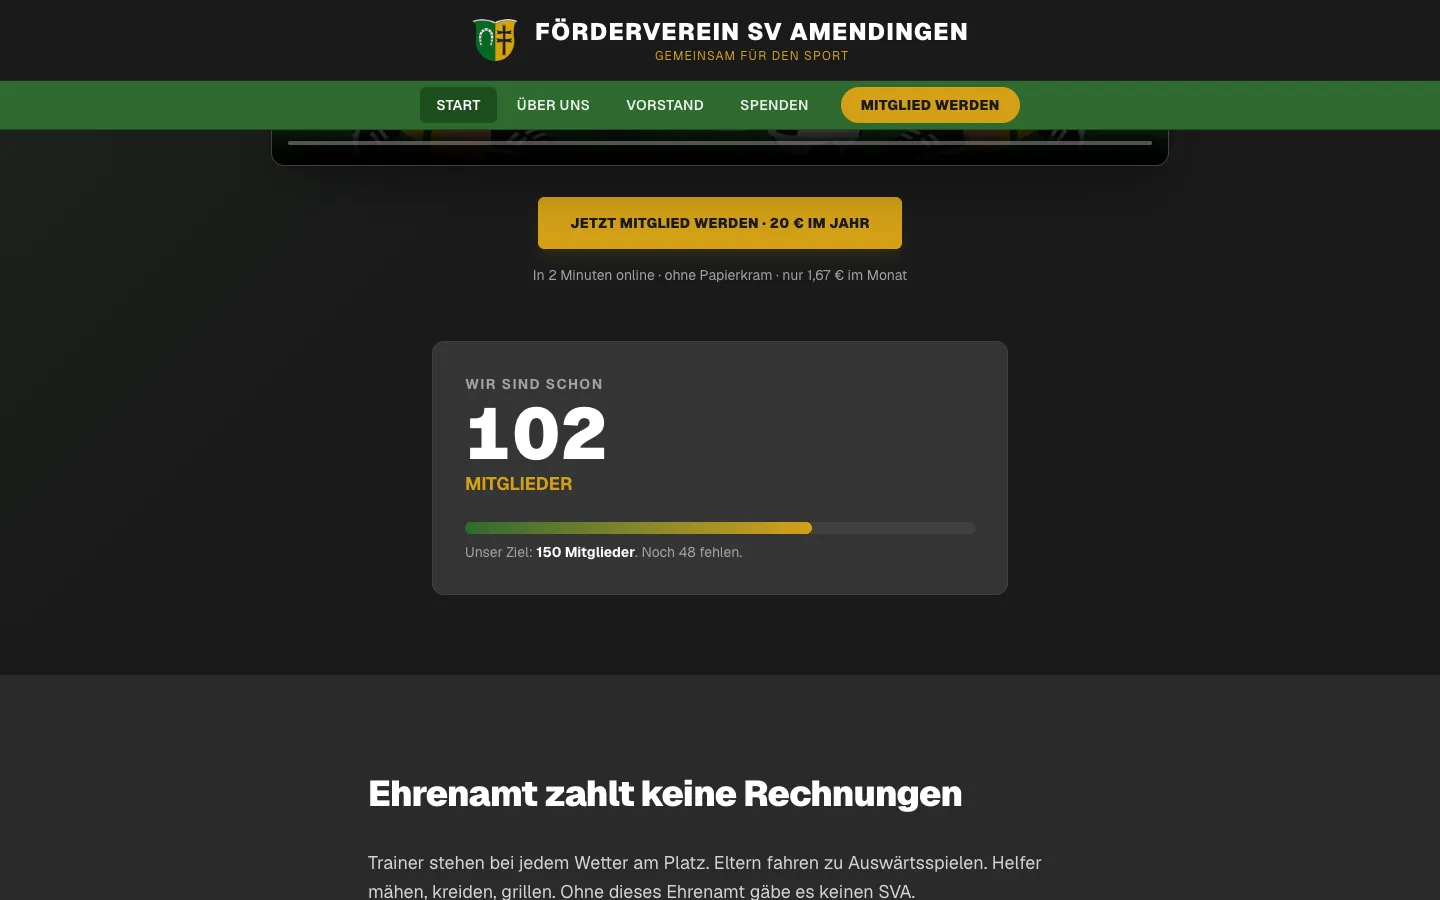 FÖRDERVEREIN SV AMENDINGEN
GEMEINSAM FÜR DEN SPORT
START ÜBER UNS VORSTAND SPENDEN MITGLIED WERDEN
JETZT MITGLIED WERDEN · 20 € IM JAHR
In 2 Minuten online · ohne Papierkram · nur 1,67 € im Monat
WIR SIND SCHON
102
MITGLIEDER
Unser Ziel: 150 Mitglieder. Noch 48 fehlen.
Ehrenamt zahlt keine Rechnungen
Trainer stehen bei jedem Wetter am Platz. Eltern fahren zu Auswärtsspielen. Helfer
mähen, kreiden, grillen. Ohne dieses Ehrenamt gäbe es keinen SVA.